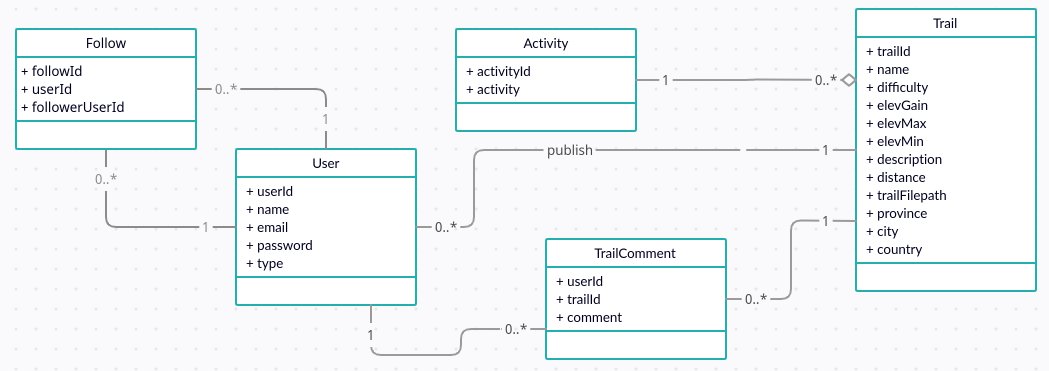 Follow
+ followId
+ userId
+ followerUserId
0..*
1
0..*
1
User
+ userId
+ name
+ email
+ password
+ type
Activity
+ activityId
+ activity
1
0..*
publish
0..*
1
Trail
+ trailId
+ name
+ difficulty
+ elevGain
+ elevMax
+ elevMin
+ description
+ distance
+ trailFilepath
+ province
+ city
+ country
TrailComment
+ userId
+ trailId
+ comment
0..*
1
1
0..*